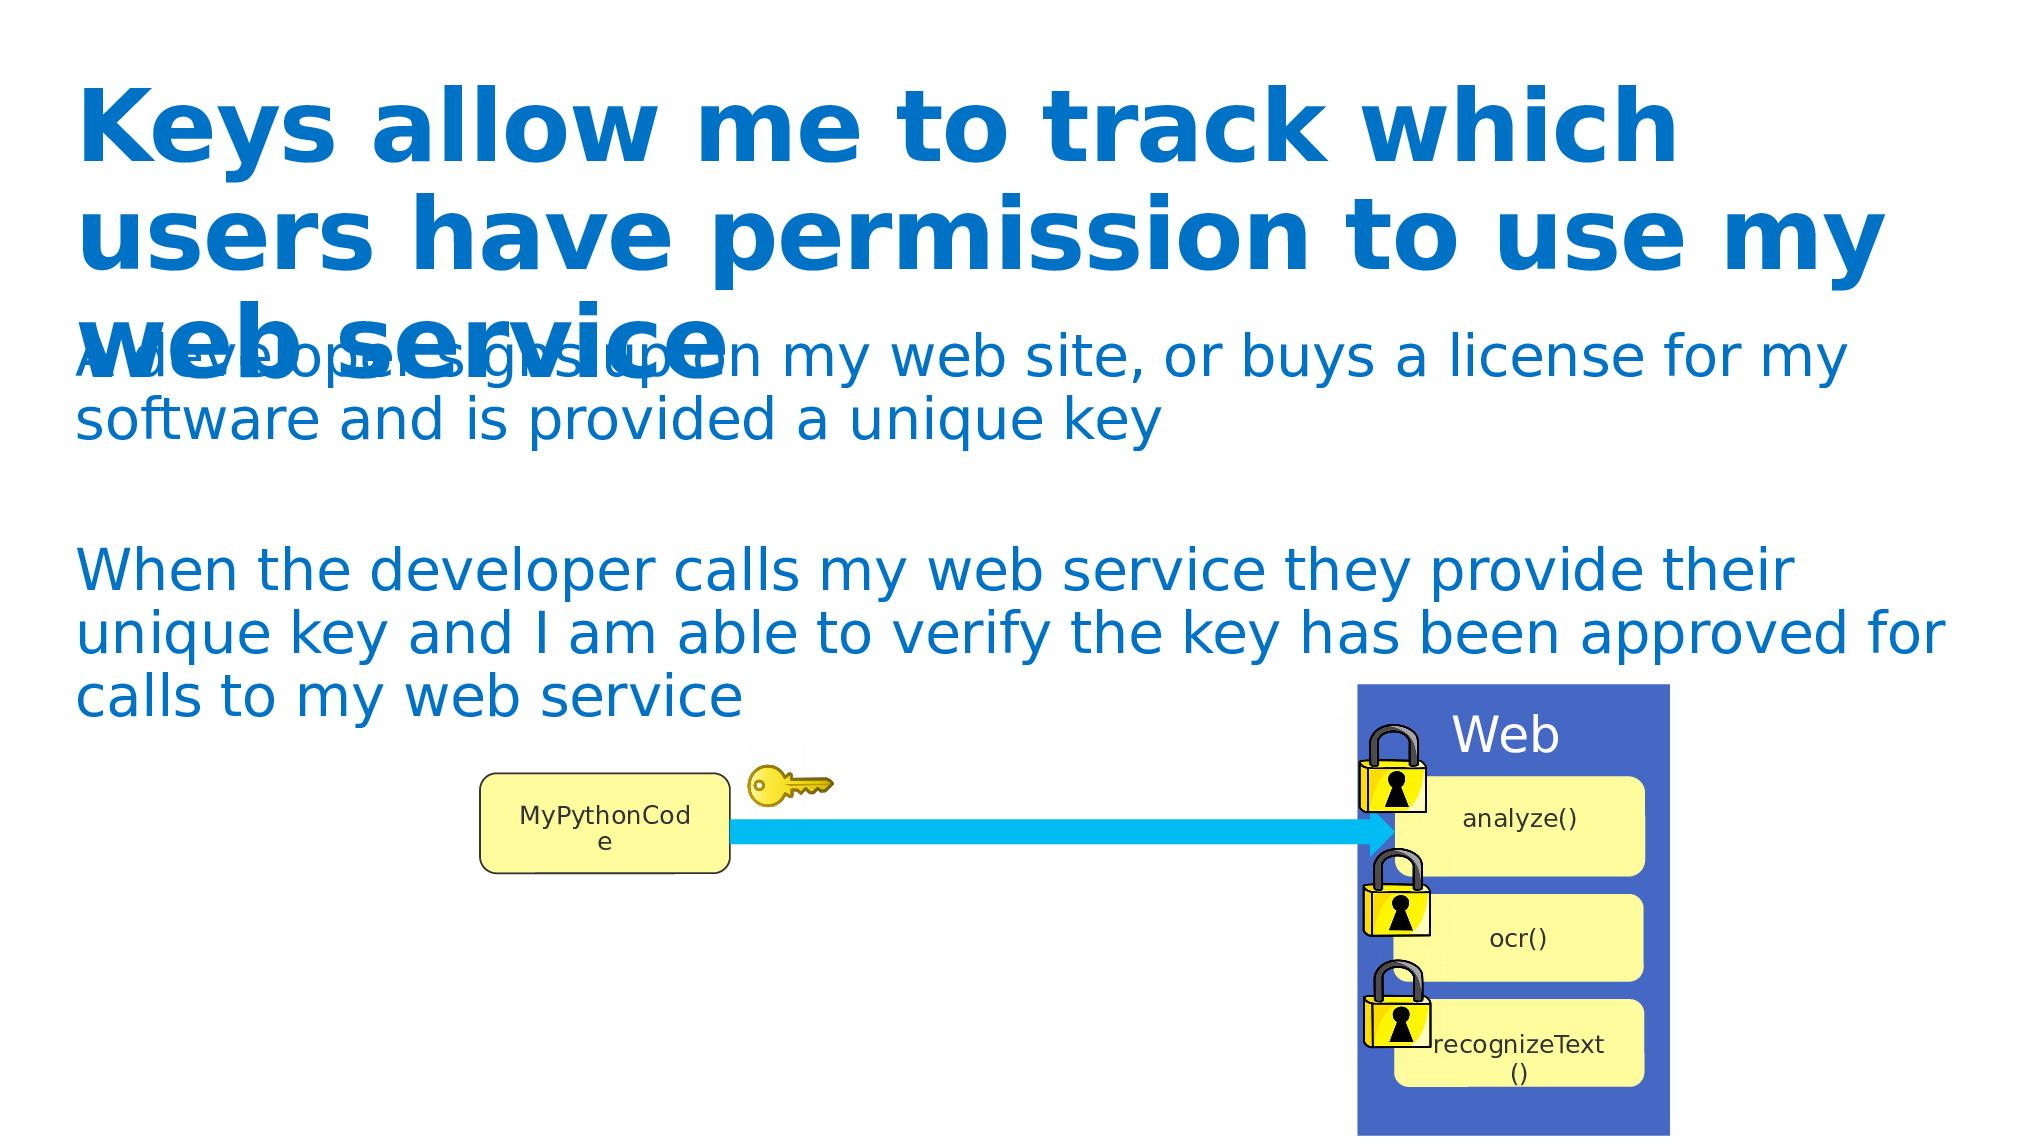 Keys allow me to track which
users have permission to use my
web service
A developer signs up on my web site, or buys a license for my
software and is provided a unique key
When the developer calls my web service they provide their
unique key and I am able to verify the key has been approved for
calls to my web service
Web
MyPythonCod
e
analyze()
ocr()
recognizeText
()